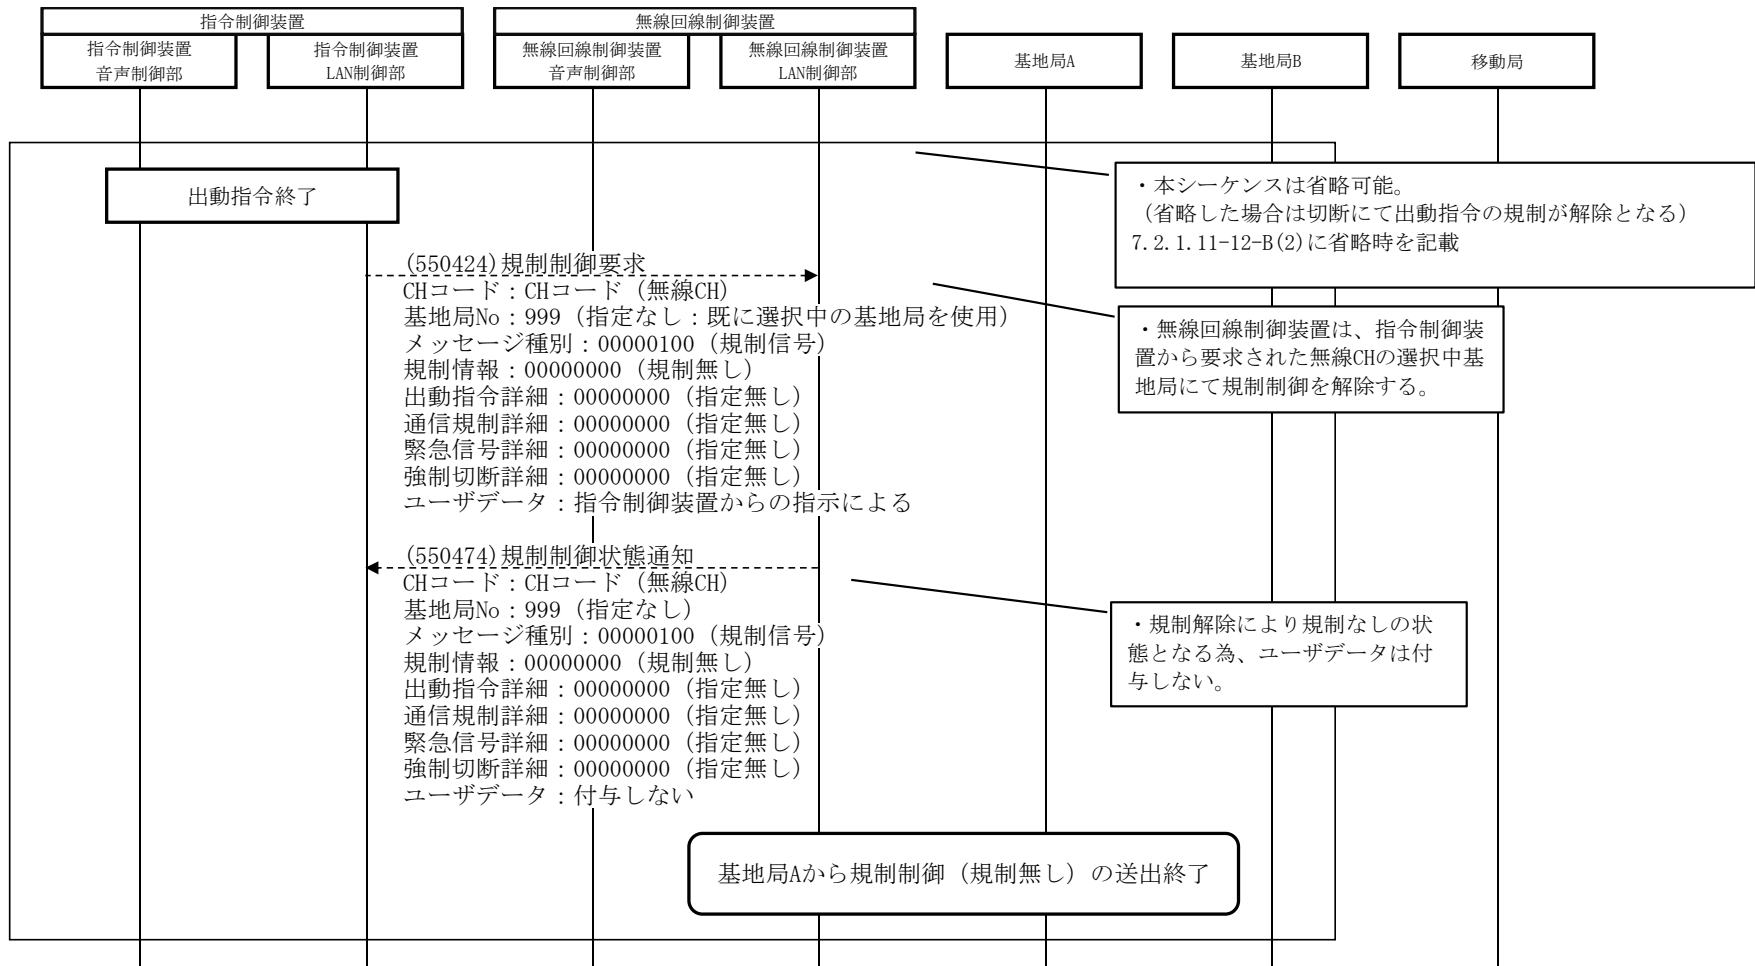 指令制御装置
無線回線制御装置
指令制御装置
音声制御部
指令制御装置
LAN制御部
無線回線制御装置
音声制御部
無線回線制御装置
LAN制御部
基地局A
基地局B
移動局
出動指令終了
・本シーケンスは省略可能。
（省略した場合は切断にて出動指令の規制が解除となる）
7.2.1.11-12-B(2)に省略時を記載
(550424)規制制御要求
CHコード：CHコード（無線CH）
基地局No：999（指定なし：既に選択中の基地局を使用）
メッセージ種別：00000100（規制信号）
規制情報：00000000（規制無し）
出動指令詳細：00000000（指定無し）
通信規制詳細：00000000（指定無し）
緊急信号詳細：00000000（指定無し）
強制切断詳細：00000000（指定無し）
ユーザデータ：指令制御装置からの指示による
・無線回線制御装置は、指令制御装
置から要求された無線CHの選択中基
地局にて規制制御を解除する。
(550474)規制制御状態通知
CHコード：CHコード（無線CH）
基地局No：999（指定なし）
メッセージ種別：00000100（規制信号）
規制情報：00000000（規制無し）
出動指令詳細：00000000（指定無し）
通信規制詳細：00000000（指定無し）
緊急信号詳細：00000000（指定無し）
強制切断詳細：00000000（指定無し）
ユーザデータ：付与しない
・規制解除により規制なしの状
態となる為、ユーザデータは付
与しない。
基地局Aから規制制御（規制無し）の送出終了